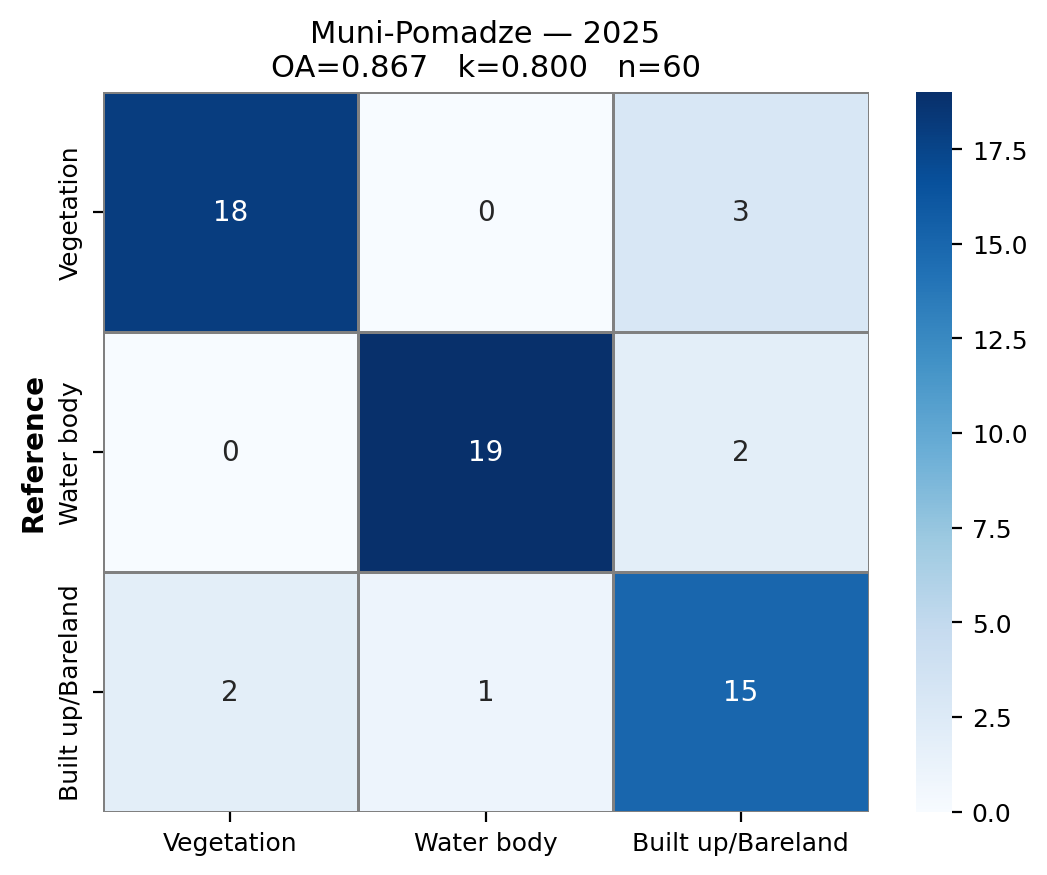 Muni-Pomadze — 2025
OA=0.867 k=0.800 n=60
Reference
Vegetation
18 0 3
Water body
0 19 2
Built up/Bareland
2 1 15
Vegetation Water body Built up/Bareland
17.5
15.0
12.5
10.0
7.5
5.0
2.5
0.0